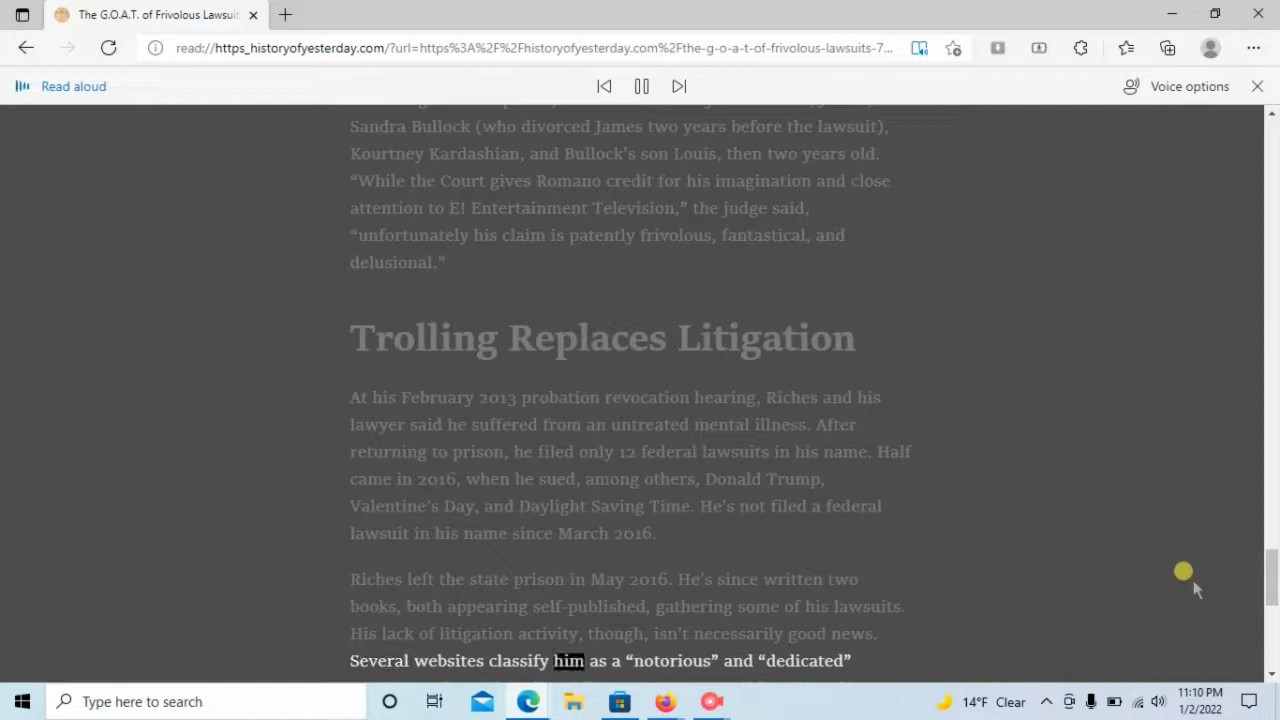 The G.O.A.T. of Frivolous Lawsuit
read://https_historyofyesterday.com/?url=https%3A%2F%2Fhistoryofyesterday.com%2Fthe-g-o-a-t-of-frivolous-lawsuits-7...
Read aloud
Voice options
Sandra Bullock (who divorced James two years before the lawsuit),
Kourtney Kardashian, and Bullock’s son Louis, then two years old.
“While the Court gives Romano credit for his imagination and close
attention to E! Entertainment Television,” the judge said,
“unfortunately his claim is patently frivolous, fantastical, and
delusional.”
Trolling Replaces Litigation
At his February 2013 probation revocation hearing, Riches and his
lawyer said he suffered from an untreated mental illness. After
returning to prison, he filed only 12 federal lawsuits in his name. Half
came in 2016, when he sued, among others, Donald Trump,
Valentine’s Day, and Daylight Saving Time. He’s not filed a federal
lawsuit in his name since March 2016.
Riches left the state prison in May 2016. He’s since written two
books, both appearing self-published, gathering some of his lawsuits.
His lack of litigation activity, though, isn’t necessarily good news.
Several websites classify him as a “notorious” and “dedicated”
Type here to search
14°F Clear
11:10 PM
1/2/2022